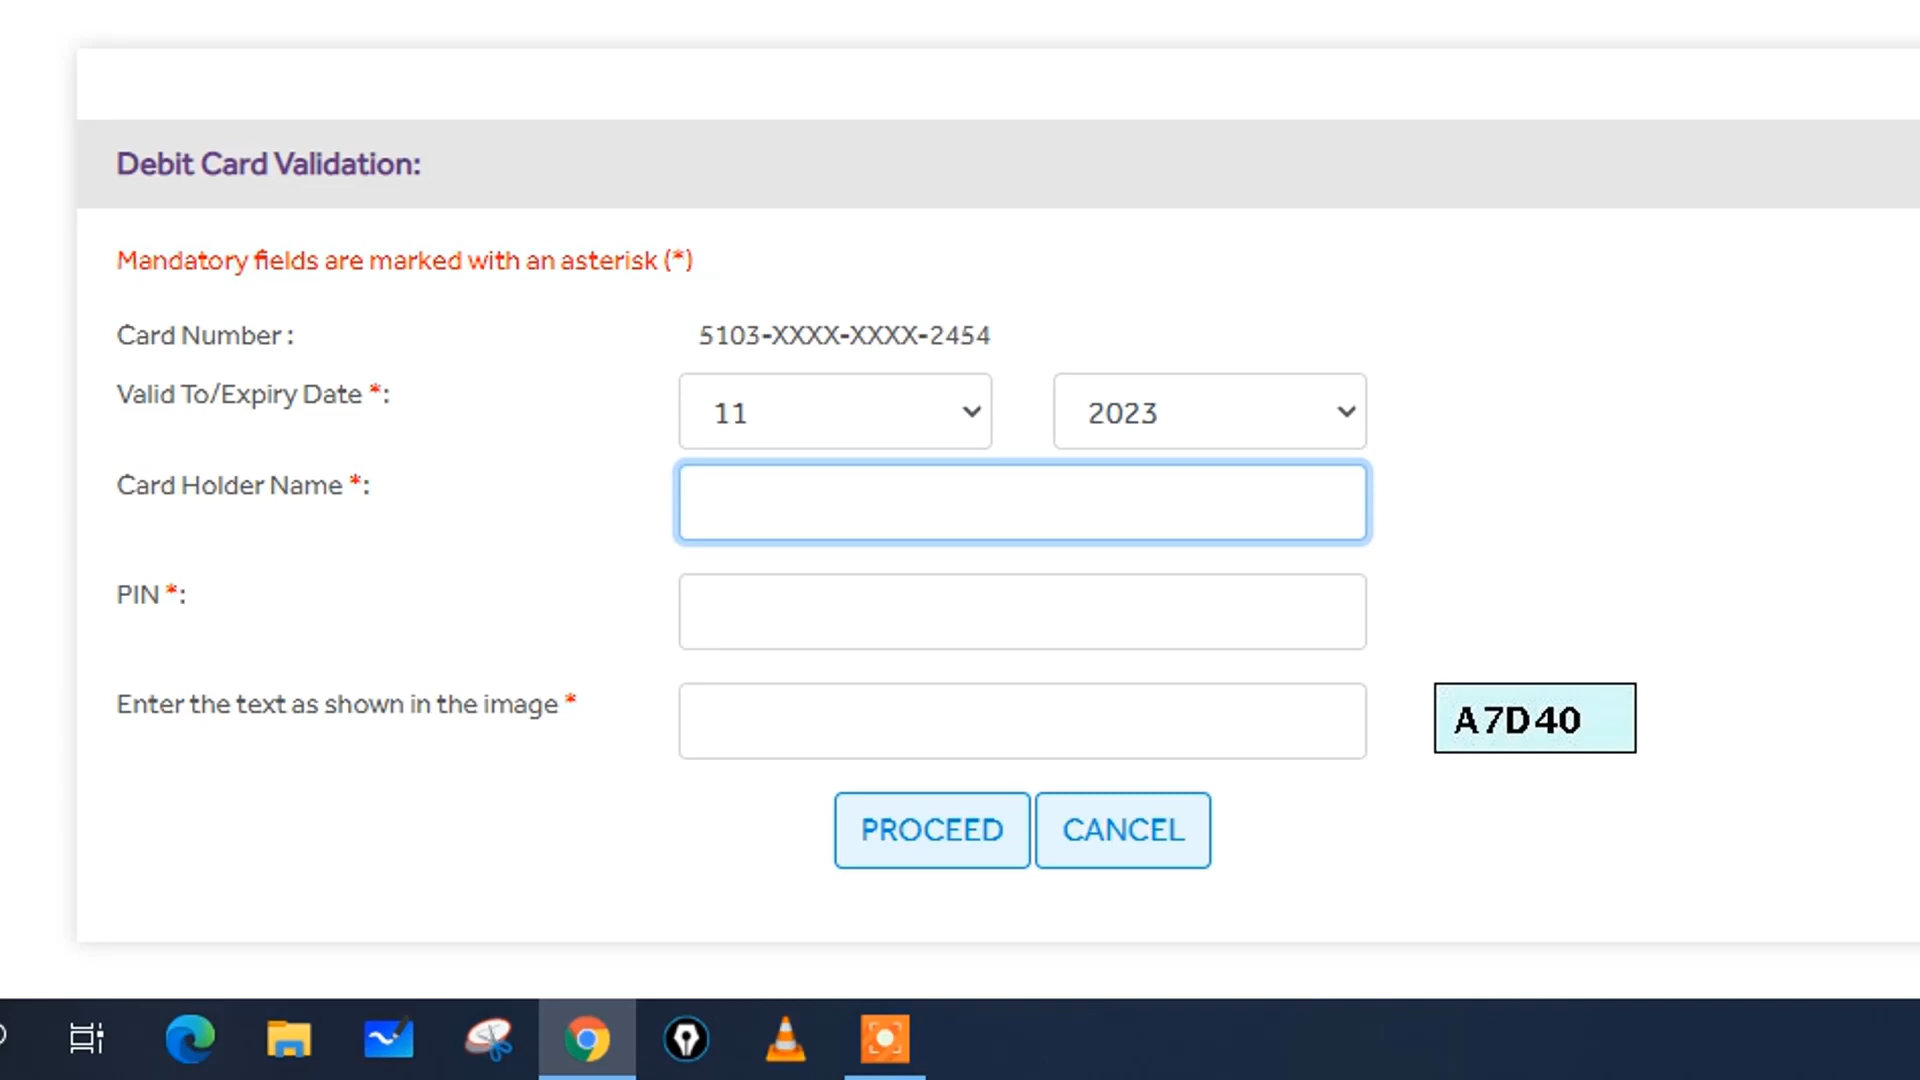 Debit Card Validation:
Mandatory fields are marked with an asterisk (*)
Card Number : 5103-XXXX-XXXX-2454
Valid To/Expiry Date *: 11 2023
Card Holder Name *:
PIN *:
Enter the text as shown in the image * A7D40
PROCEED CANCEL